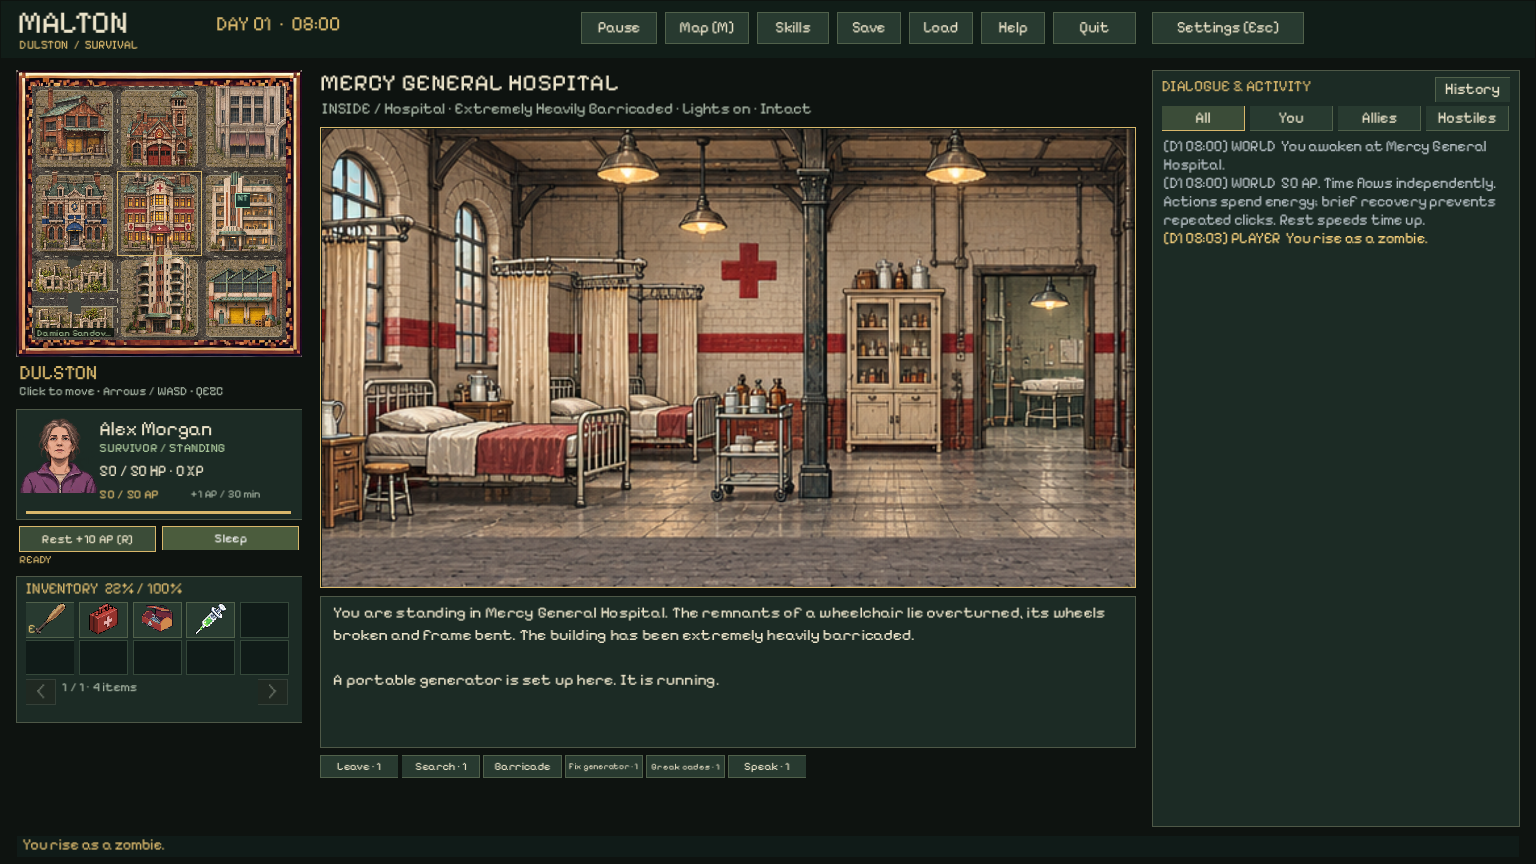 MALTON
DULSTON / SURVIVAL
DAY 01 · 08:00
Pause
Map (M)
Skills
Save
Load
Help
Quit
Settings (Esc)
NT
Damian Sandov...
DULSTON
Click to move · Arrows / WASD · QEZC
Alex Morgan
SURVIVOR / STANDING
50 / 50 HP · 0 XP
50 / 50 AP
+1 AP / 30 min
Rest +10 AP (R)
Sleep
READY
INVENTORY 22% / 100%
E
1 / 1 · 4 items
MERCY GENERAL HOSPITAL
INSIDE / Hospital · Extremely Heavily Barricaded · Lights on · Intact
You are standing in Mercy General Hospital. The remnants of a wheelchair lie overturned, its wheels
broken and frame bent. The building has been extremely heavily barricaded.
A portable generator is set up here. It is running.
Leave · 1
Search · 1
Barricade
Fix generator · 1
Break cades · 1
Speak · 1
DIALOGUE & ACTIVITY
History
All
You
Allies
Hostiles
[D1 08:00] WORLD You awaken at Mercy General
Hospital.
[D1 08:00] WORLD 50 AP. Time flows independently.
Actions spend energy; brief recovery prevents
repeated clicks. Rest speeds time up.
[D1 08:03] PLAYER You rise as a zombie.
You rise as a zombie.